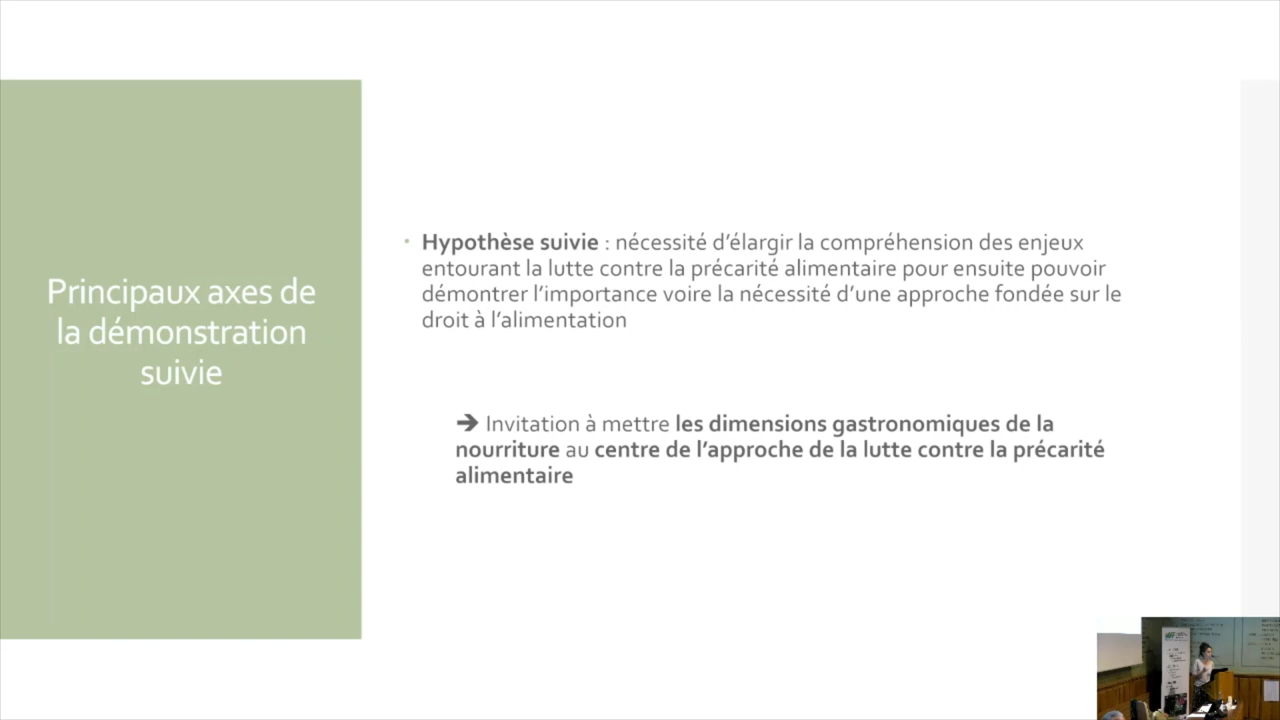 Principaux axes de
la démonstration
suivie
• Hypothèse suivie : nécessité d’élargir la compréhension des enjeux
entourant la lutte contre la précarité alimentaire pour ensuite pouvoir
démontrer l’importance voire la nécessité d’une approche fondée sur le
droit à l’alimentation
➔ Invitation à mettre les dimensions gastronomiques de la
nourriture au centre de l’approche de la lutte contre la précarité
alimentaire